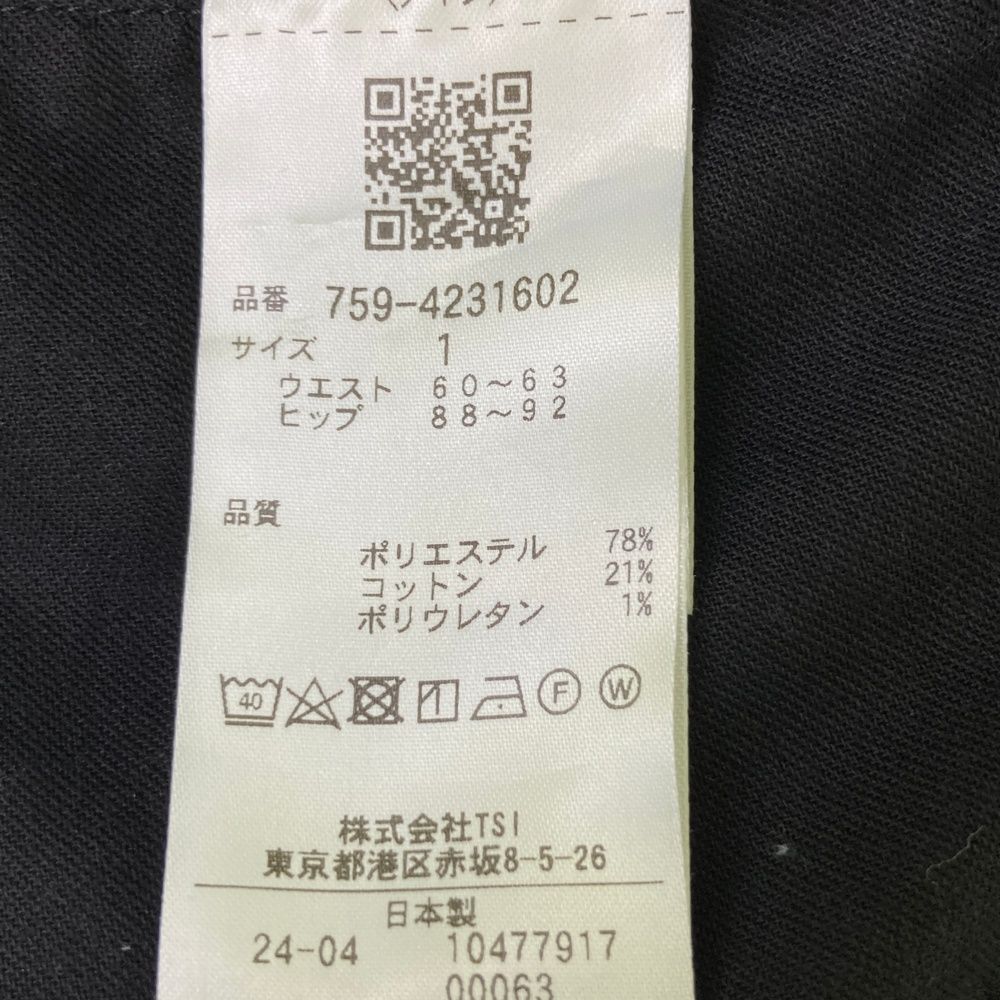 品番 759-4231602
サイズ 1
ウエスト 60～63
ヒップ 88～92
品質
ポリエステル 78%
コットン 21%
ポリウレタン 1%
40 F W
株式会社TSI
東京都港区赤坂8-5-26
日本製
24-04 10477917
00063